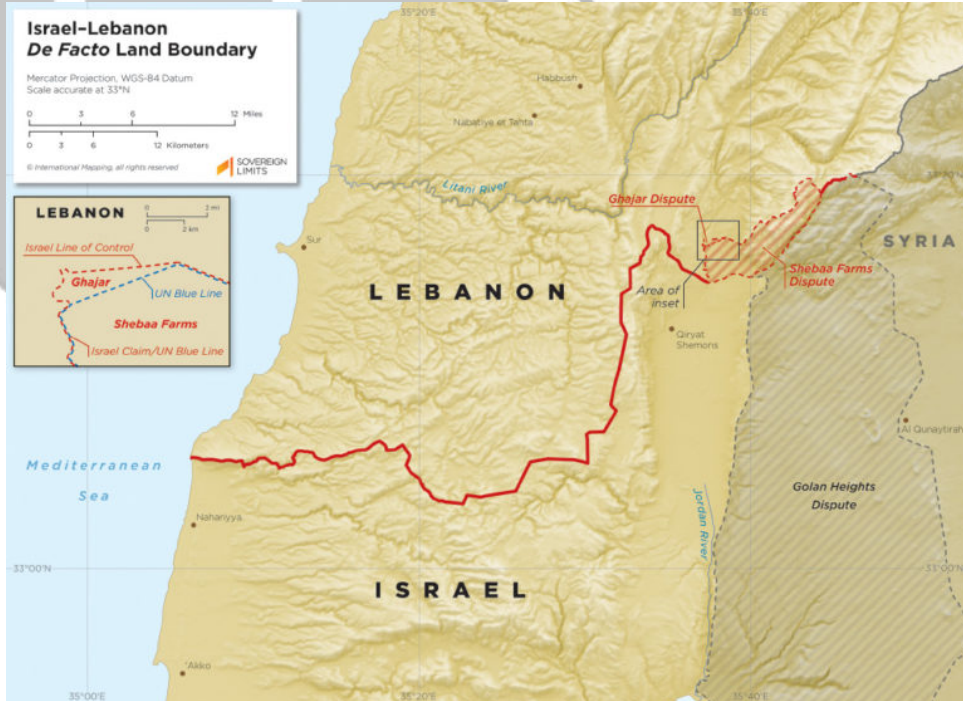 Israel–Lebanon
De Facto Land Boundary
Mercator Projection, WGS-84 Datum
Scale accurate at 33°N
0 3 6 12 Miles
0 3 6 12 Kilometers
© International Mapping, all rights reserved
SOVEREIGN
LIMITS
LEBANON
0 2 mi
0 2 km
Israel Line of Control
Ghajar
UN Blue Line
Shebaa Farms
Israel Claim/UN Blue Line
35°20'E
35°40'E
Habbush
Nabatiye et Tahta
Litani River
Sur
Ghajar Dispute
SYRIA
Shebaa Farms
Dispute
Area of
inset
LEBANON
Qiryat
Shemons
Al Qunaytirah
Mediterranean
Sea
Golan Heights
Dispute
Nahariyya
Jordan River
33°00'N
33°00'N
ISRAEL
'Akko
35°00'E
35°20'E
35°40'E